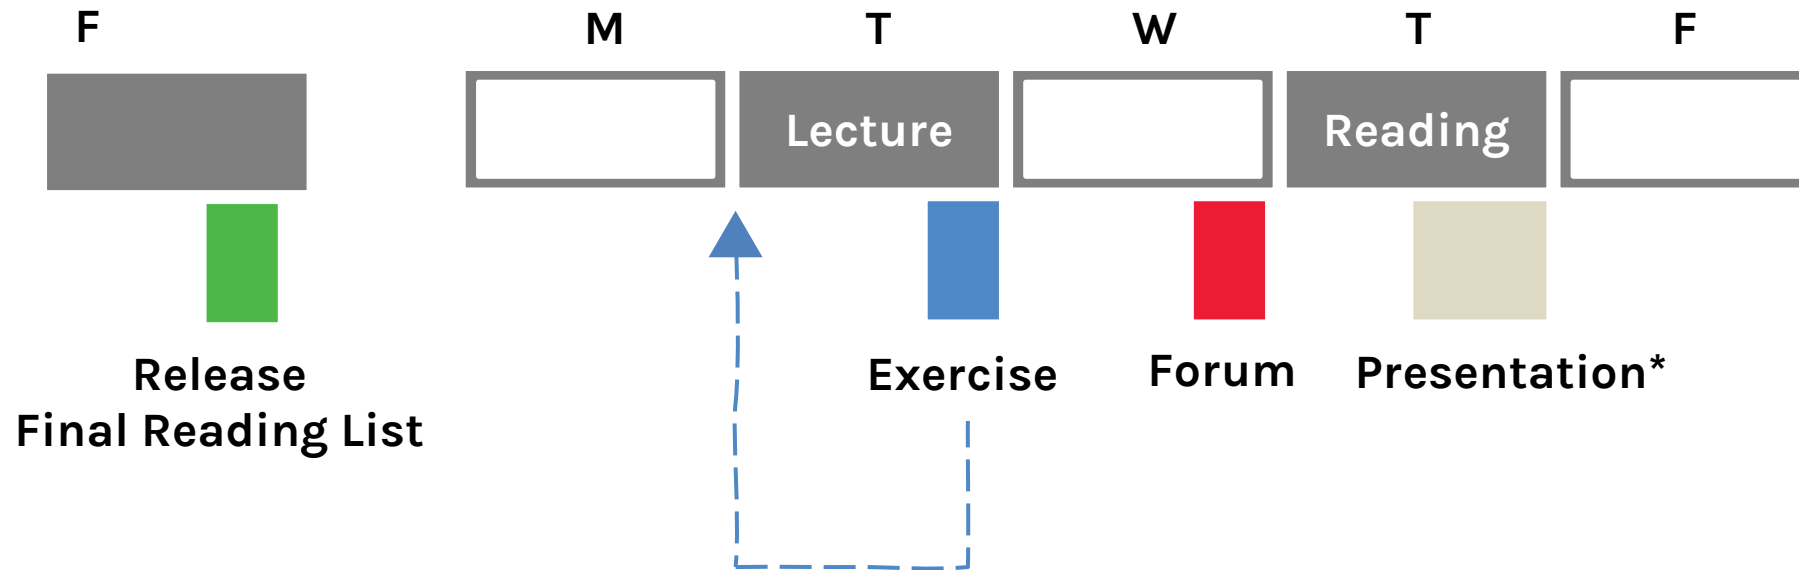 F M T W T F
Lecture Reading
Exercise Forum Presentation*
Release
Final Reading List